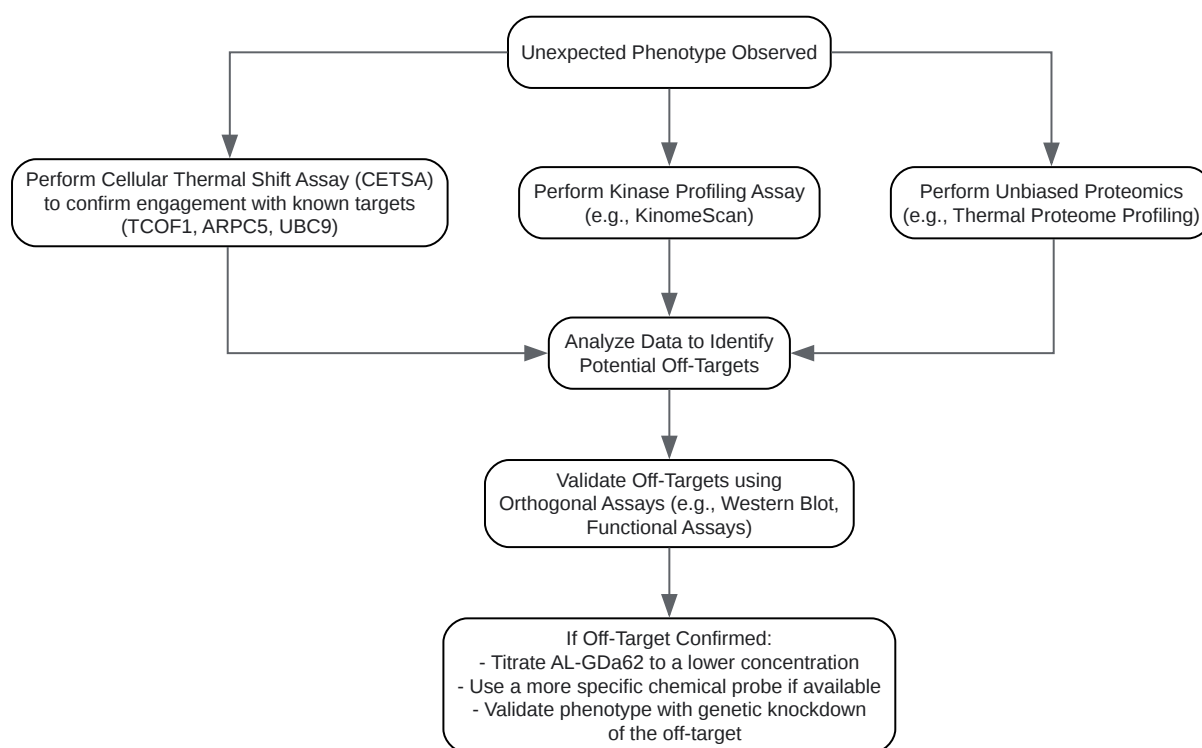 Unexpected Phenotype Observed
Perform Cellular Thermal Shift Assay (CETSA)
to confirm engagement with known targets
(TCOF1, ARPC5, UBC9)
Perform Kinase Profiling Assay
(e.g., KinomeScan)
Perform Unbiased Proteomics
(e.g., Thermal Proteome Profiling)
Analyze Data to Identify
Potential Off-Targets
Validate Off-Targets using
Orthogonal Assays (e.g., Western Blot,
Functional Assays)
If Off-Target Confirmed:
- Titrate AL-GDa62 to a lower concentration
- Use a more specific chemical probe if available
- Validate phenotype with genetic knockdown
of the off-target